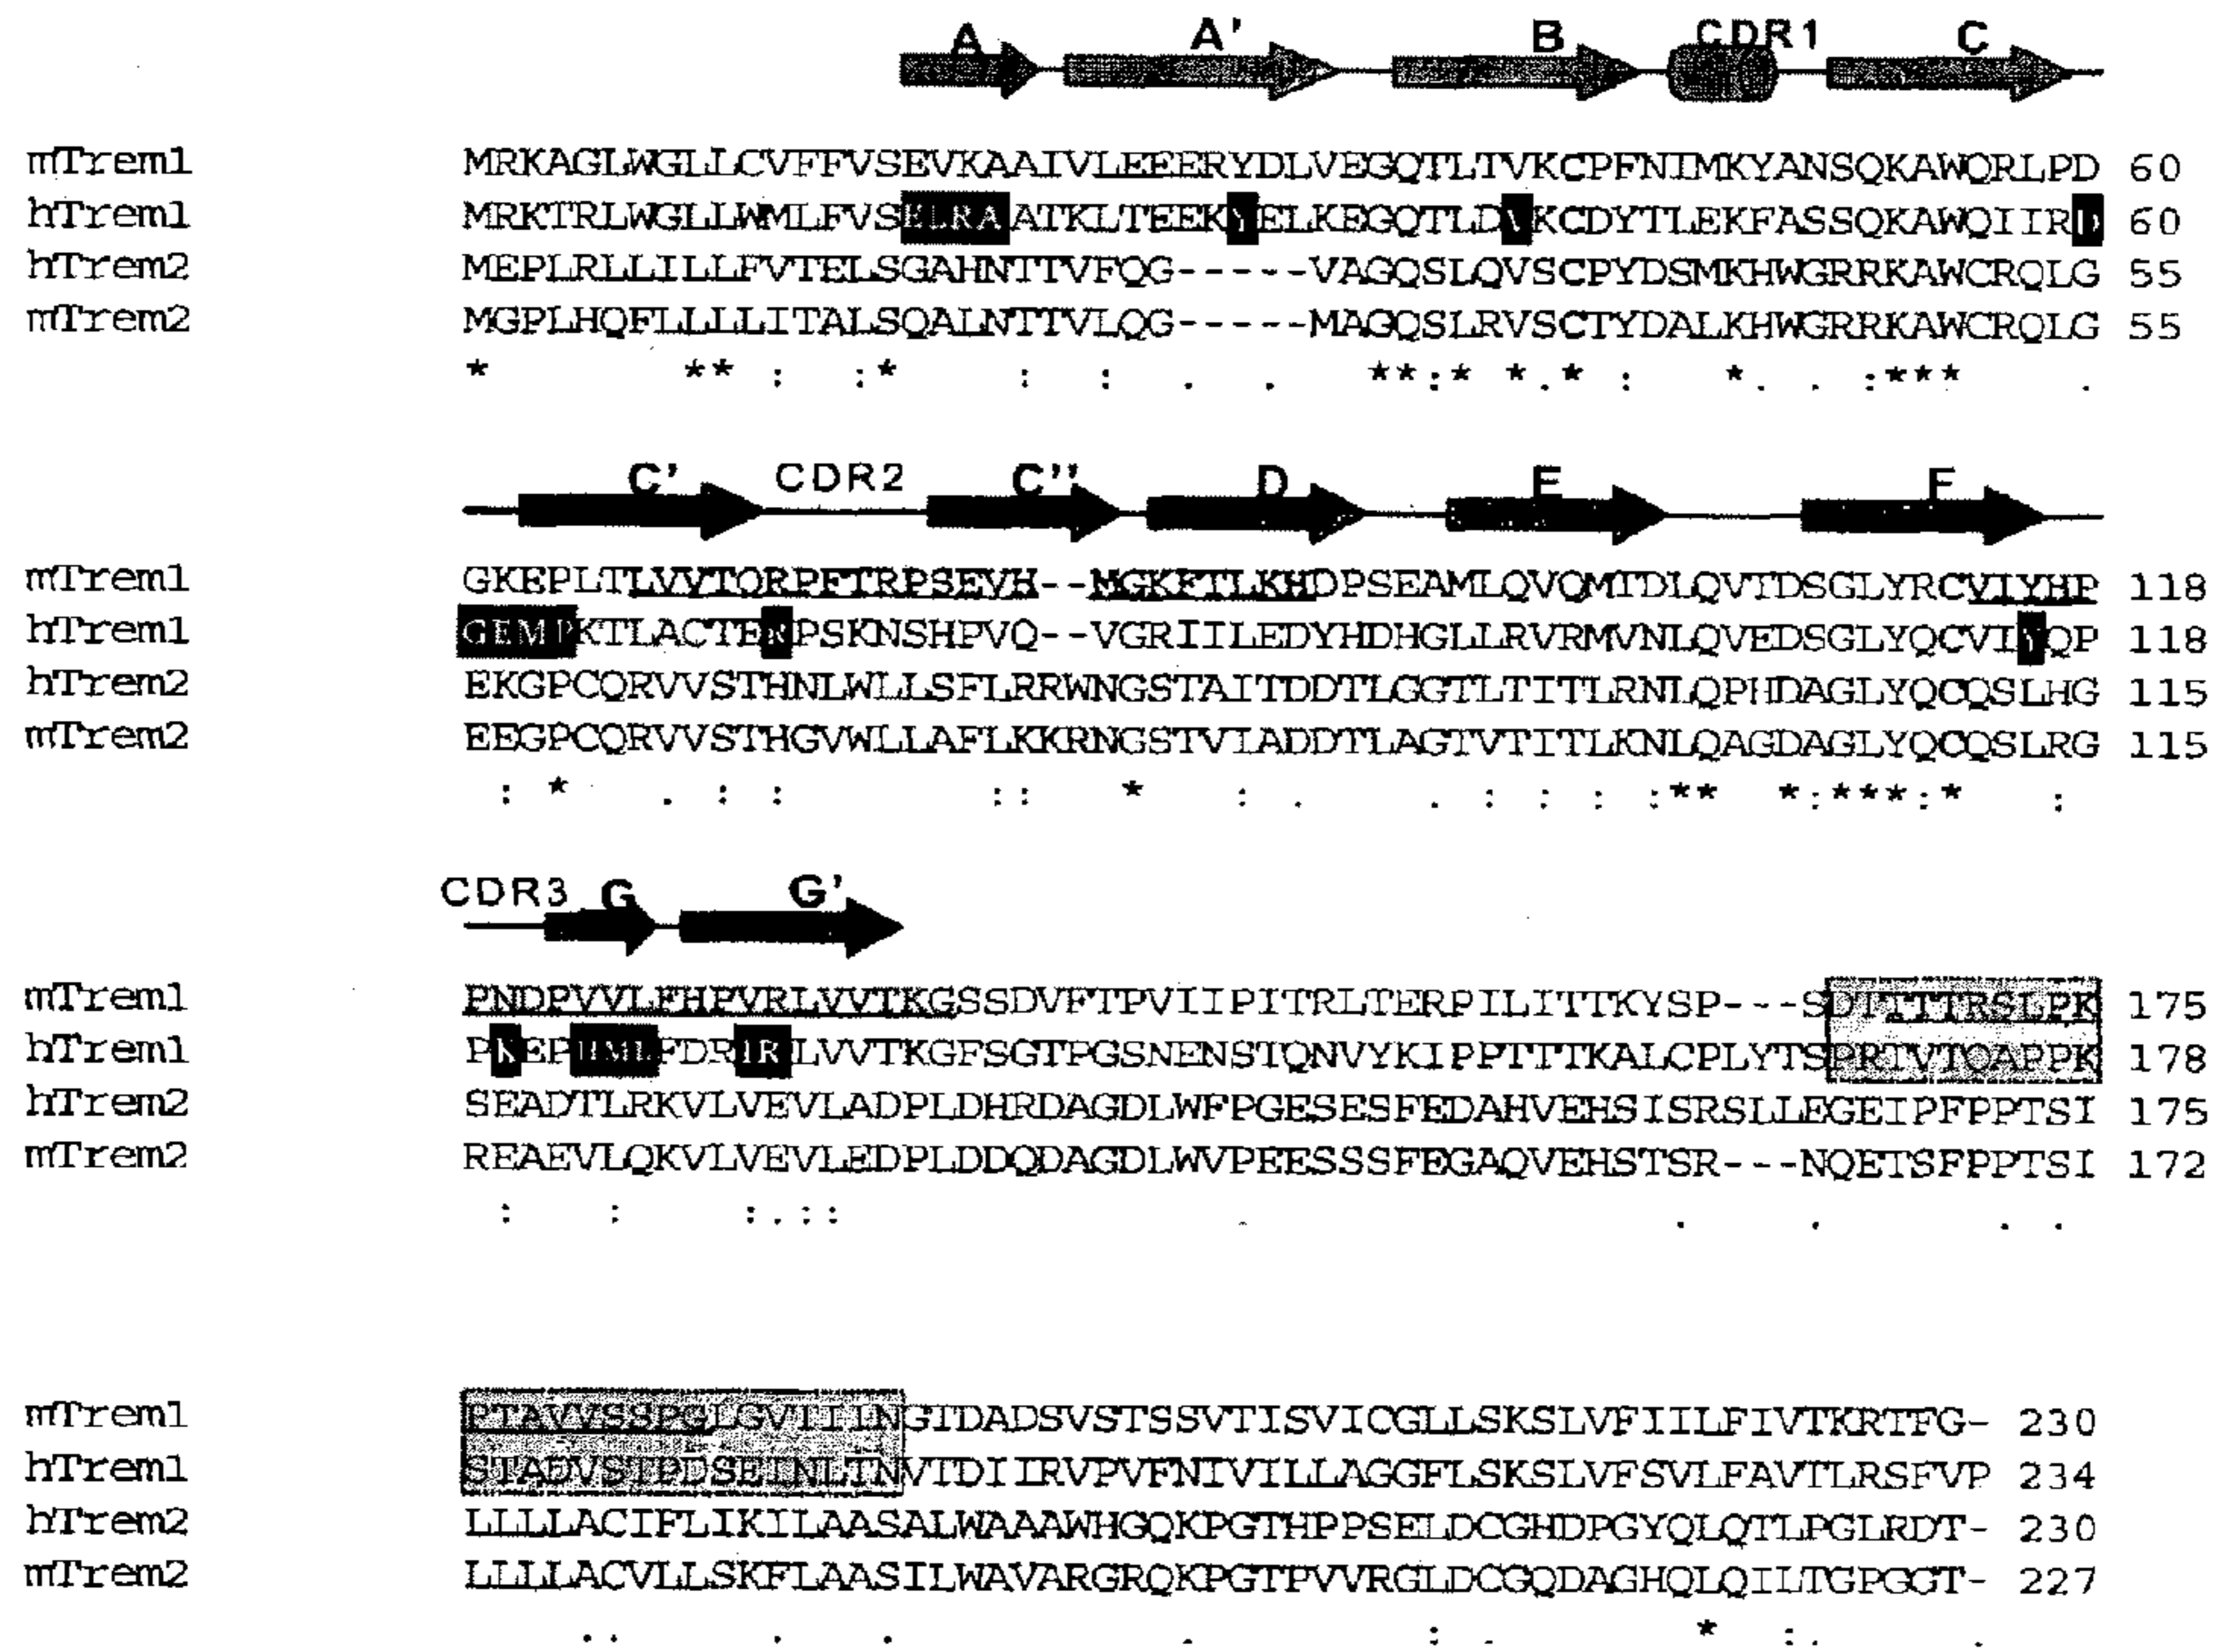 A A' B CDR1 C
mTrem1 MRKAGLWGLLCVFFVSEVKAAIVLEEERYDLVEGQTLTVKCPFNIMKYANSQKAWQRLPD 60
hTrem1 MRKTRLWGLLWMLFVSELRAATKLTEEKYELKEGQTLDVKCDYTLEKFASSQKAWQIIRD 60
hTrem2 MEPLRLLILLFVTELSGAHNTTVFQG-----VAGQSLQVSCPYDSMKHWGRRKAWCRQLG 55
mTrem2 MGPLHQFLLLLITALSQALNTTVLQG-----MAGQSLRVSCTYDALKHWGRRKAWCRQLG 55
* ** : :* : : . . **:* *.* : *. . :*** .
C' CDR2 C'' D E F
mTrem1 GKEPLTLVVTQRPFTRPSEVH--MGKFTLKHDPSEAMLQVQMTDLQVTDSGLYRCVIYHP 118
hTrem1 GEMPKTLACTERPSKNSHPVQ--VGRIILEDYHDHGLLRVRMVNLQVEDSGLYQCVIYQP 118
hTrem2 EKGPCQRVVSTHNLWLLSFLRRWNGSTAITDDTLGGTLTITLRNLQPHDAGLYQCQSLHG 115
mTrem2 EEGPCQRVVSTHGVWLLAFLKKRNGSTVIADDTLAGTVTITLKNLQAGDAGLYQCQSLRG 115
: * . : : :: * : . . : : : :** *:***:* :
CDR3 G G'
mTrem1 PNDPVVLFHPVRLVVTKGSSDVFTPVIIPITRLTERPILITTKYSP---SDTTTTRSLPK 175
hTrem1 PKEPHMLFDRIRLVVTKGFSGTPGSNENSTQNVYKIPPTTTKALCPLYTSPRTVTQAPPK 178
hTrem2 SEADTLRKVLVEVLADPLDHRDAGDLWFPGESESFEDAHVEHSISRSLLEGEIPFPPTSI 175
mTrem2 REAEVLQKVLVEVLEDPLDDQDAGDLWVPEESSSFEGAQVEHSTSR---NQETSFPPTSI 172
: : :.:: . . . . .
mTrem1 PTAVVSSPGLGVTIINGTDADSVSTSSVTISVICGLLSKSLVFIILFIVTKRTFG- 230
hTrem1 STADVSTPDSEINLTNVTDIIRVPVFNIVILLAGGFLSKSLVFSVLFAVTLRSFVP 234
hTrem2 LLLLACIFLIKILAASALWAAAWHGQKPGTHPPSELDCGHDPGYQLQTLPGLRDT- 230
mTrem2 LLLLACVLLSKFLAASILWAVARGRQKPGTPVVRGLDCGQDAGHQLQILTGPGGT- 227
.. . . . : . * :. .